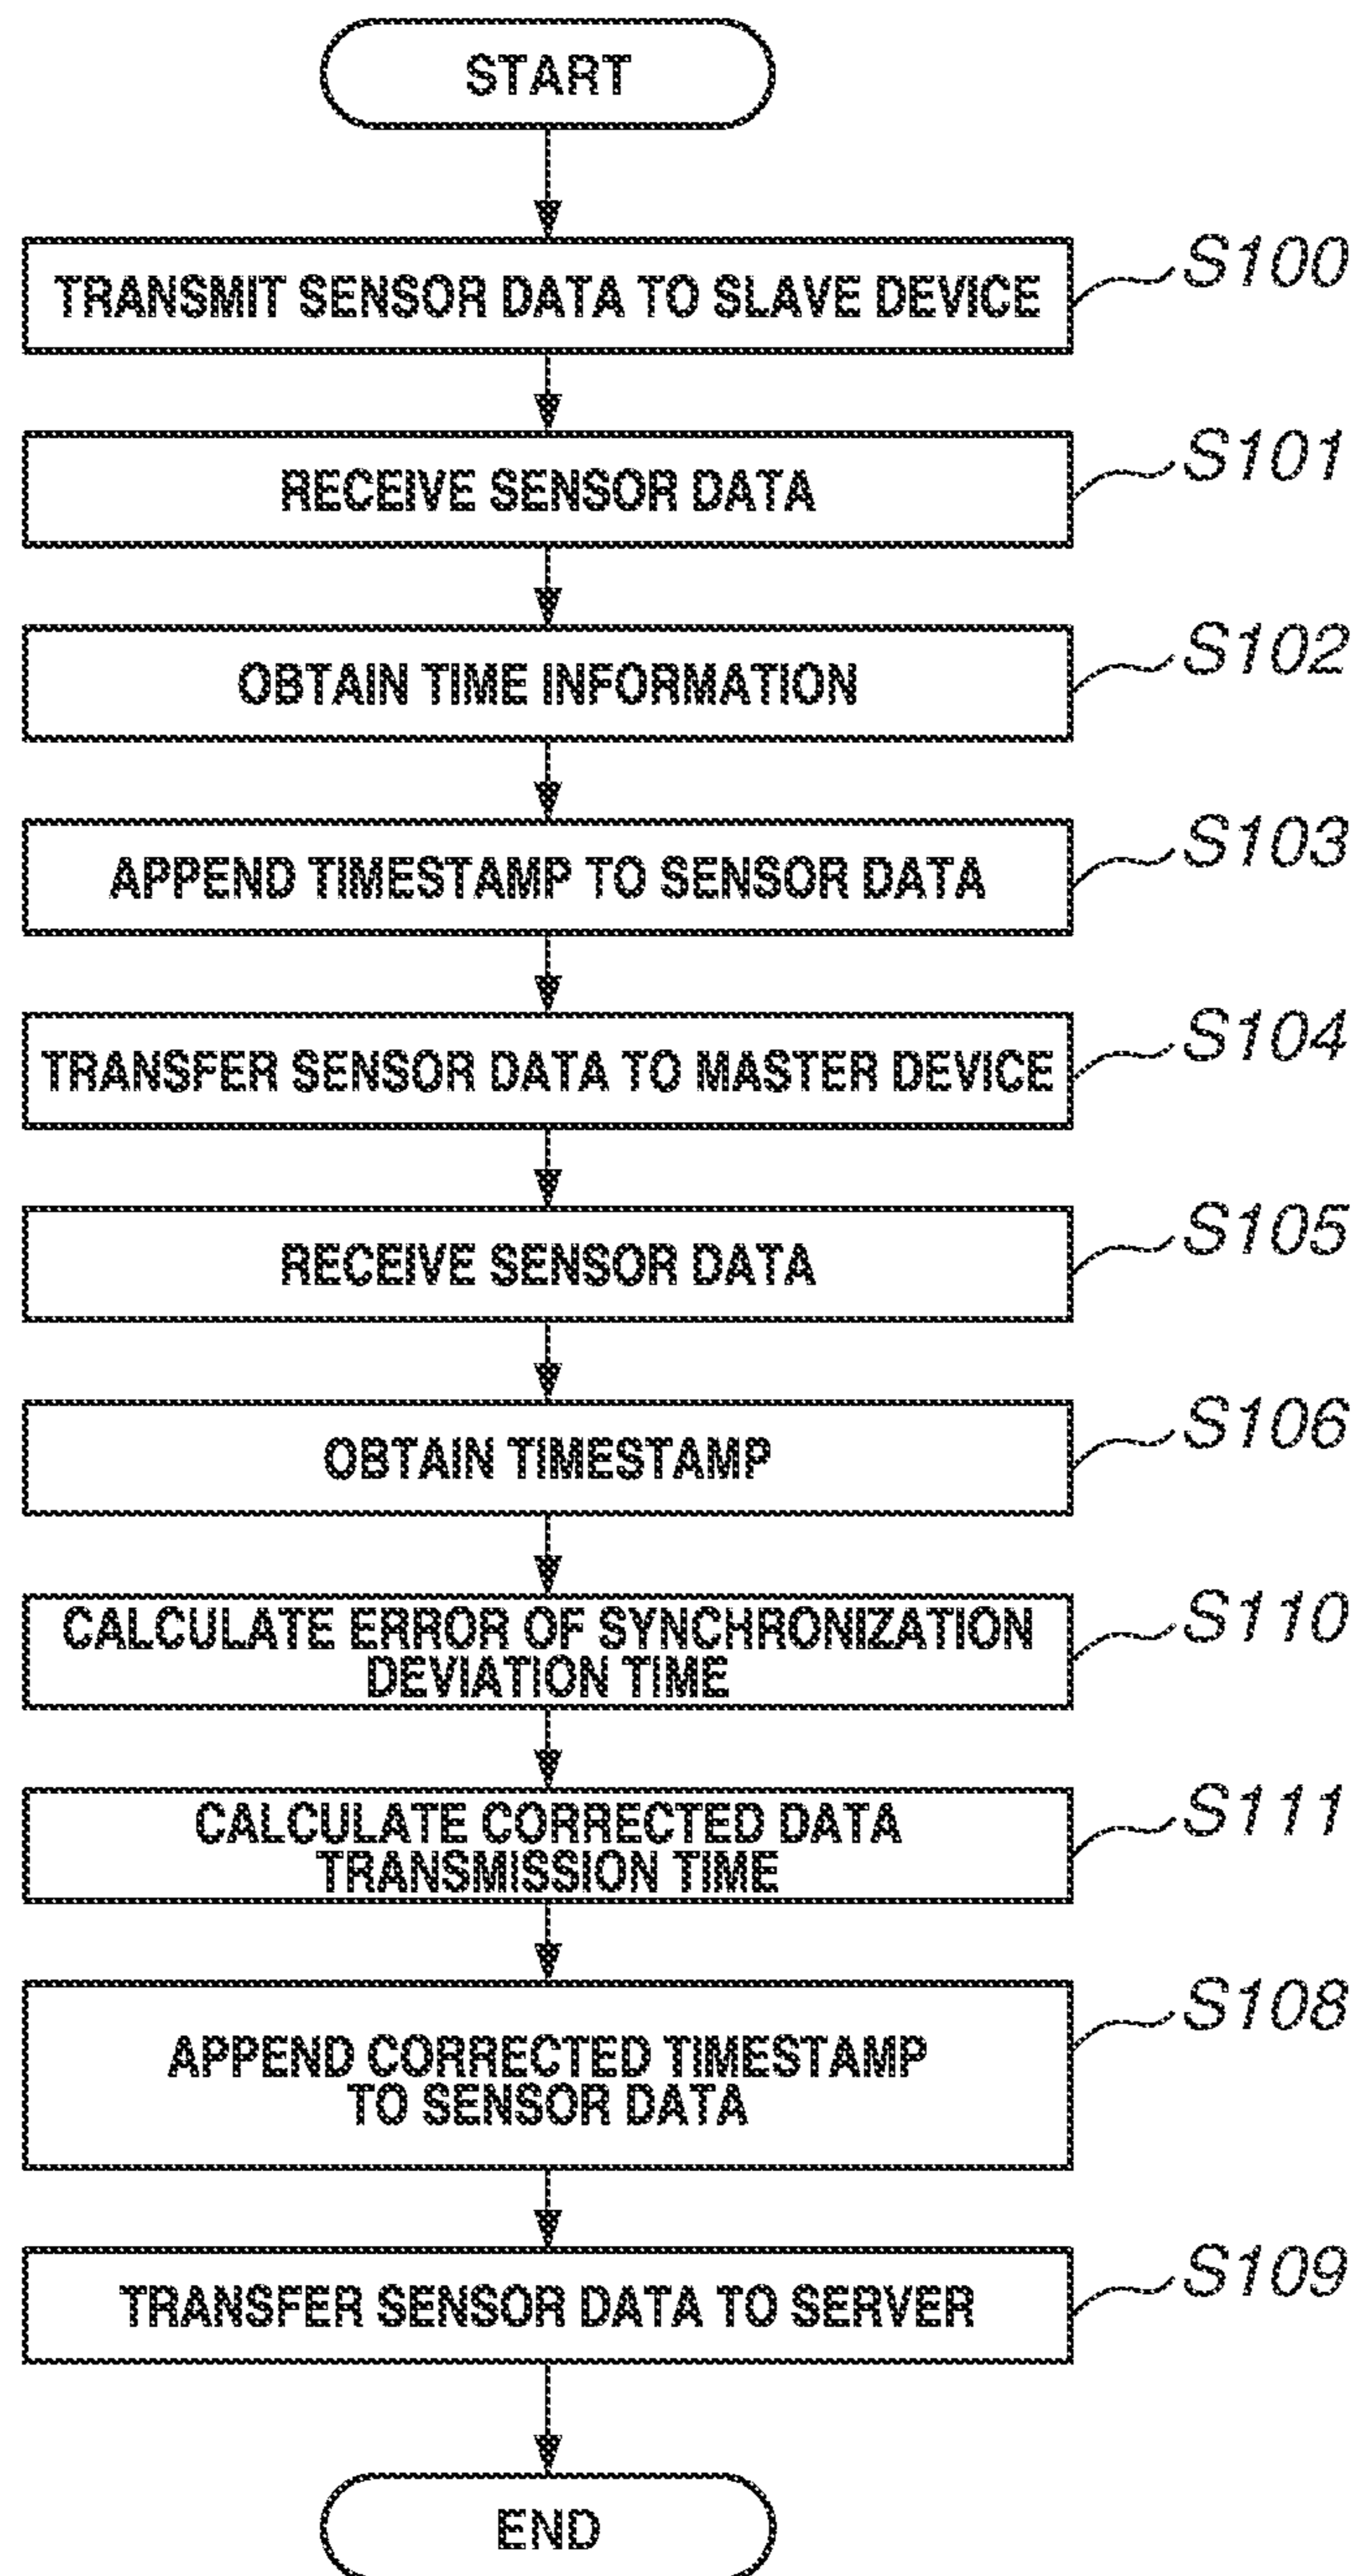 START
TRANSMIT SENSOR DATA TO SLAVE DEVICE
S100
RECEIVE SENSOR DATA
S101
OBTAIN TIME INFORMATION
S102
APPEND TIMESTAMP TO SENSOR DATA
S103
TRANSFER SENSOR DATA TO MASTER DEVICE
S104
RECEIVE SENSOR DATA
S105
OBTAIN TIMESTAMP
S106
CALCULATE ERROR OF SYNCHRONIZATION
DEVIATION TIME
S110
CALCULATE CORRECTED DATA
TRANSMISSION TIME
S111
APPEND CORRECTED TIMESTAMP
TO SENSOR DATA
S108
TRANSFER SENSOR DATA TO SERVER
S109
END